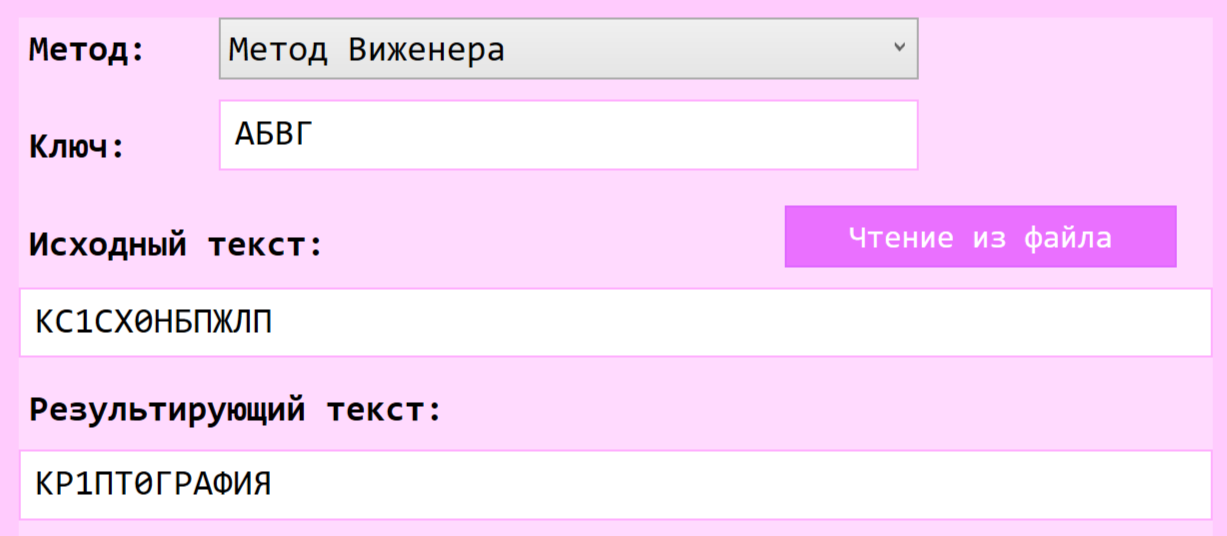 Метод: Метод Виженера
Ключ: АБВГ
Исходный текст: Чтение из файла
КС1СХ0НБПЖЛП
Результирующий текст:
КР1ПТ0ГРАФИЯ